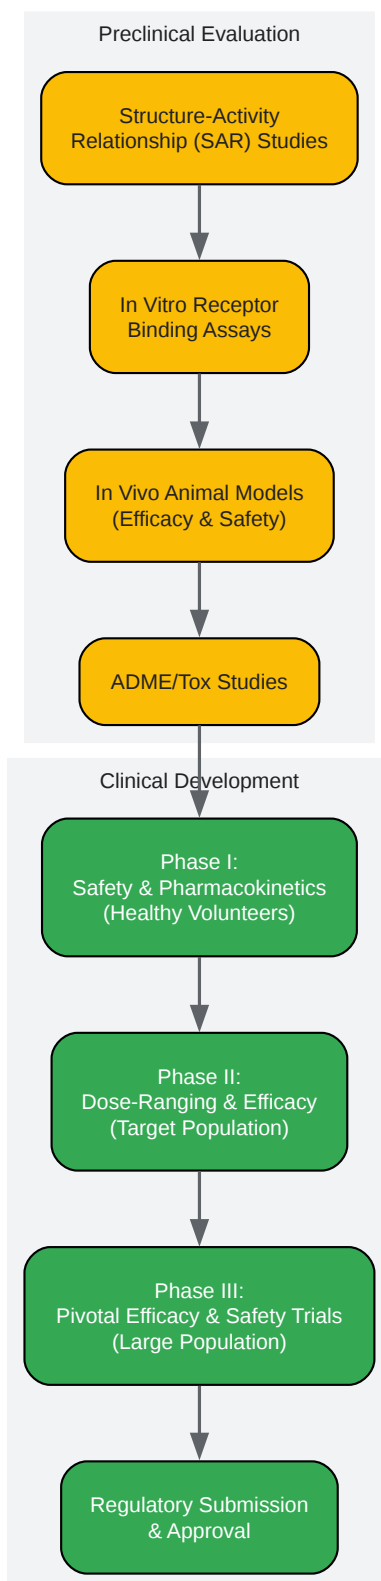 Preclinical Evaluation
Structure-Activity
Relationship (SAR) Studies
In Vitro Receptor
Binding Assays
In Vivo Animal Models
(Efficacy & Safety)
ADME/Tox Studies
Clinical Development
Phase I:
Safety & Pharmacokinetics
(Healthy Volunteers)
Phase II:
Dose-Ranging & Efficacy
(Target Population)
Phase III:
Pivotal Efficacy & Safety Trials
(Large Population)
Regulatory Submission
& Approval